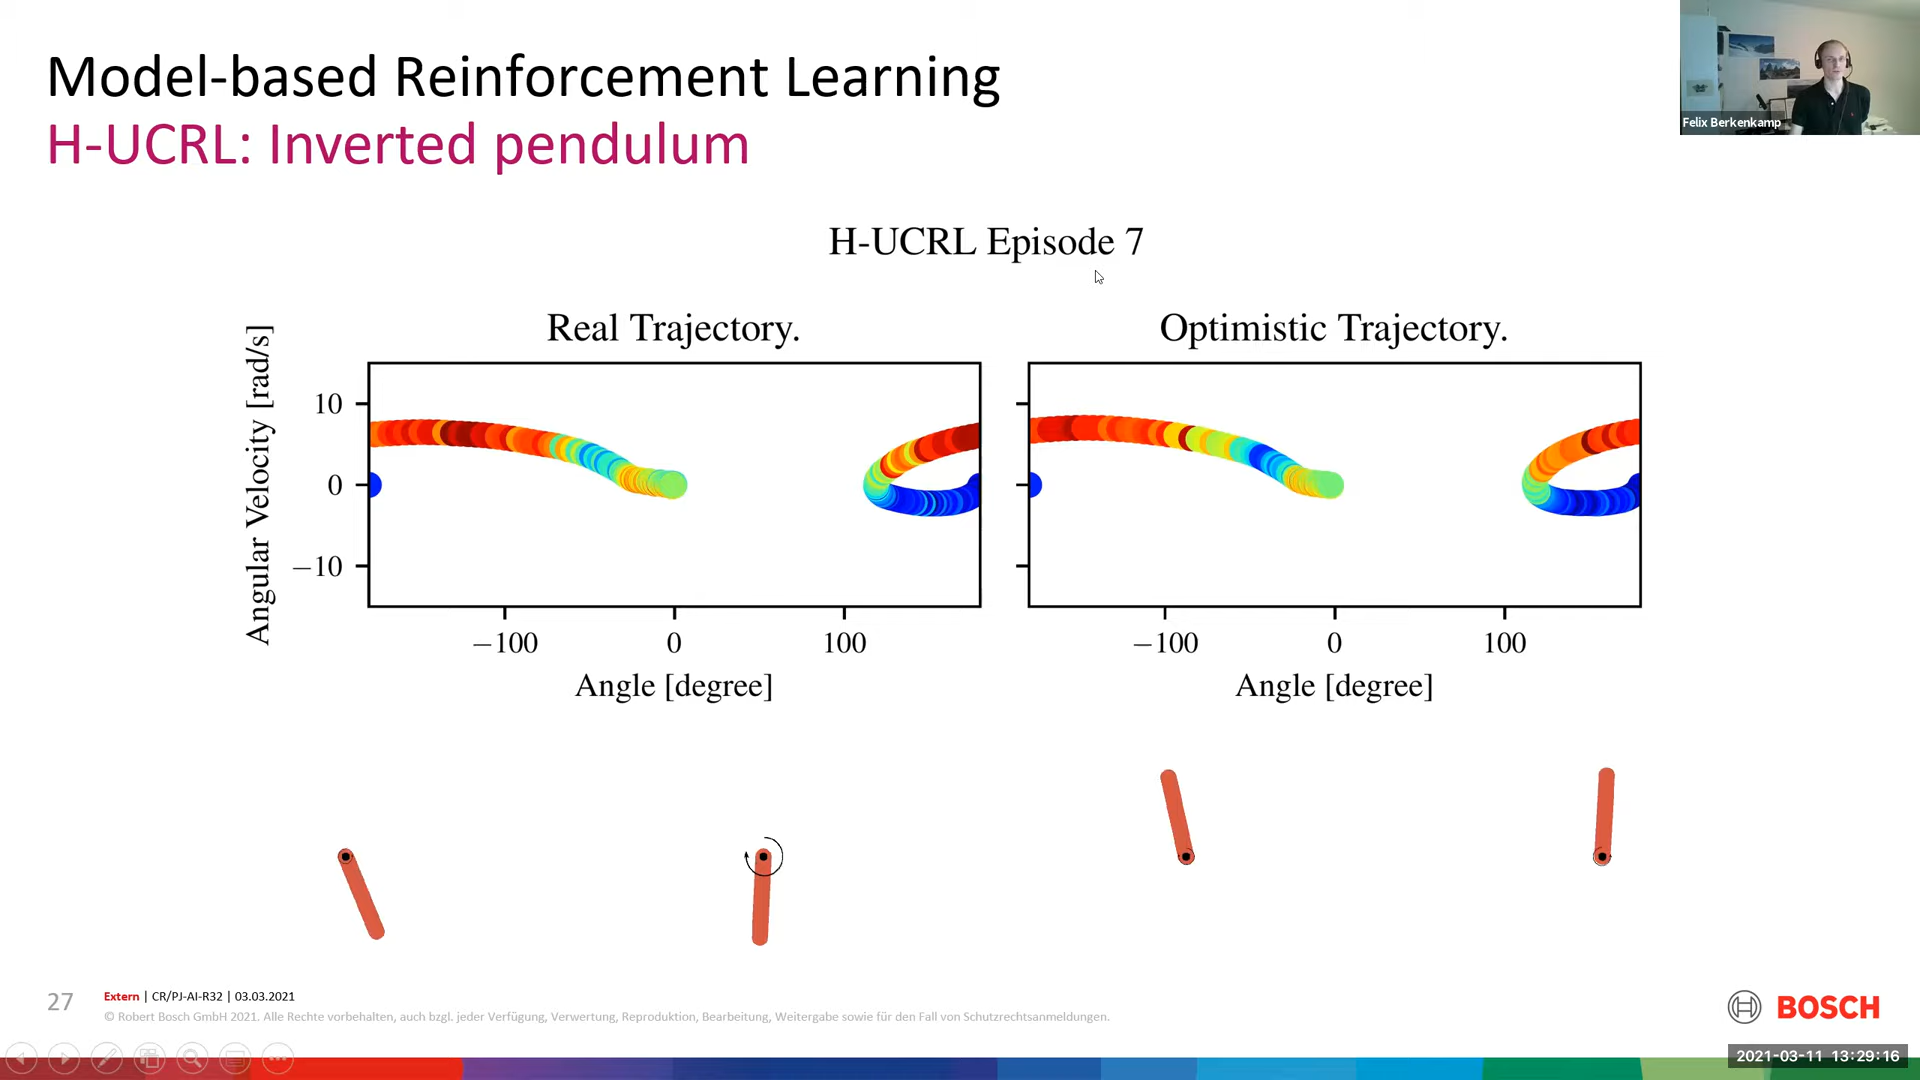 Model-based Reinforcement Learning
H-UCRL: Inverted pendulum
Felix Berkenkamp
H-UCRL Episode 7
Real Trajectory.
Optimistic Trajectory.
Angular Velocity [rad/s]
10
0
−10
−100
0
100
−100
0
100
Angle [degree]
Angle [degree]
27
Extern | CR/PJ-AI-R32 | 03.03.2021
© Robert Bosch GmbH 2021. Alle Rechte vorbehalten, auch bzgl. jeder Verfügung, Verwertung, Reproduktion, Bearbeitung, Weitergabe sowie für den Fall von Schutzrechtsanmeldungen.
BOSCH
2021-03-11 13:29:16